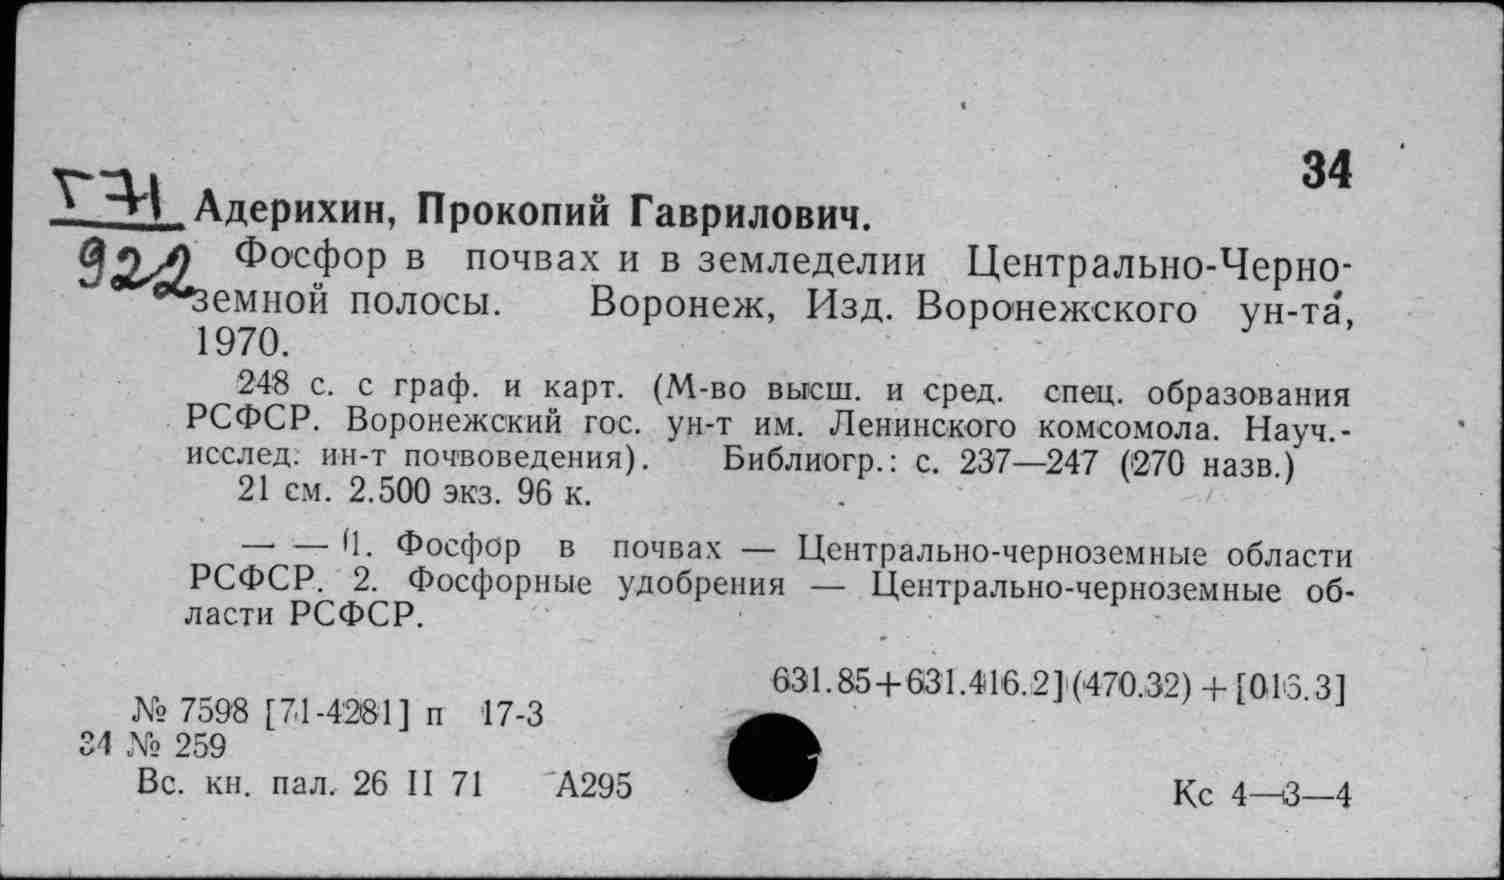 34
Адерихин, Прокопий Гаврилович.
922 Фосфор в почвах и в земледелии Центрально-Черно-
земной полосы. Воронеж, Изд. Воронежского ун-та,
1970.
248 с. с граф. и карт. (М-во высш. и сред. спец. образования
РСФСР. Воронежский гос. ун-т им. Ленинского комсомола. Науч.-
исслед. ин-т почвоведения). Библиогр.: с. 237—247 (270 назв.)
21 см. 2.500 экз. 96 к.
— — 1. Фосфор в почвах — Центрально-черноземные области
РСФСР. 2. Фосфорные удобрения — Центрально-черноземные об-
ласти РСФСР.
631.85+631.416.2](470.32) + [016.3]
№ 7598 [71-4281] п 17-3
34 № 259
Вс. кн. пал. 26 II 71 А295
Кс 4—3—4